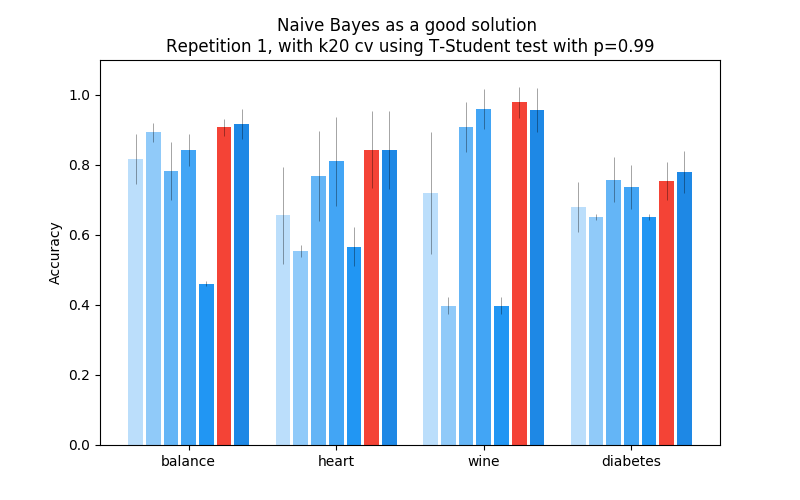 Naive Bayes as a good solution
Repetition 1, with k20 cv using T-Student test with p=0.99
1.0
0.8
0.6
0.4
0.2
0.0
Accuracy
balance heart wine diabetes